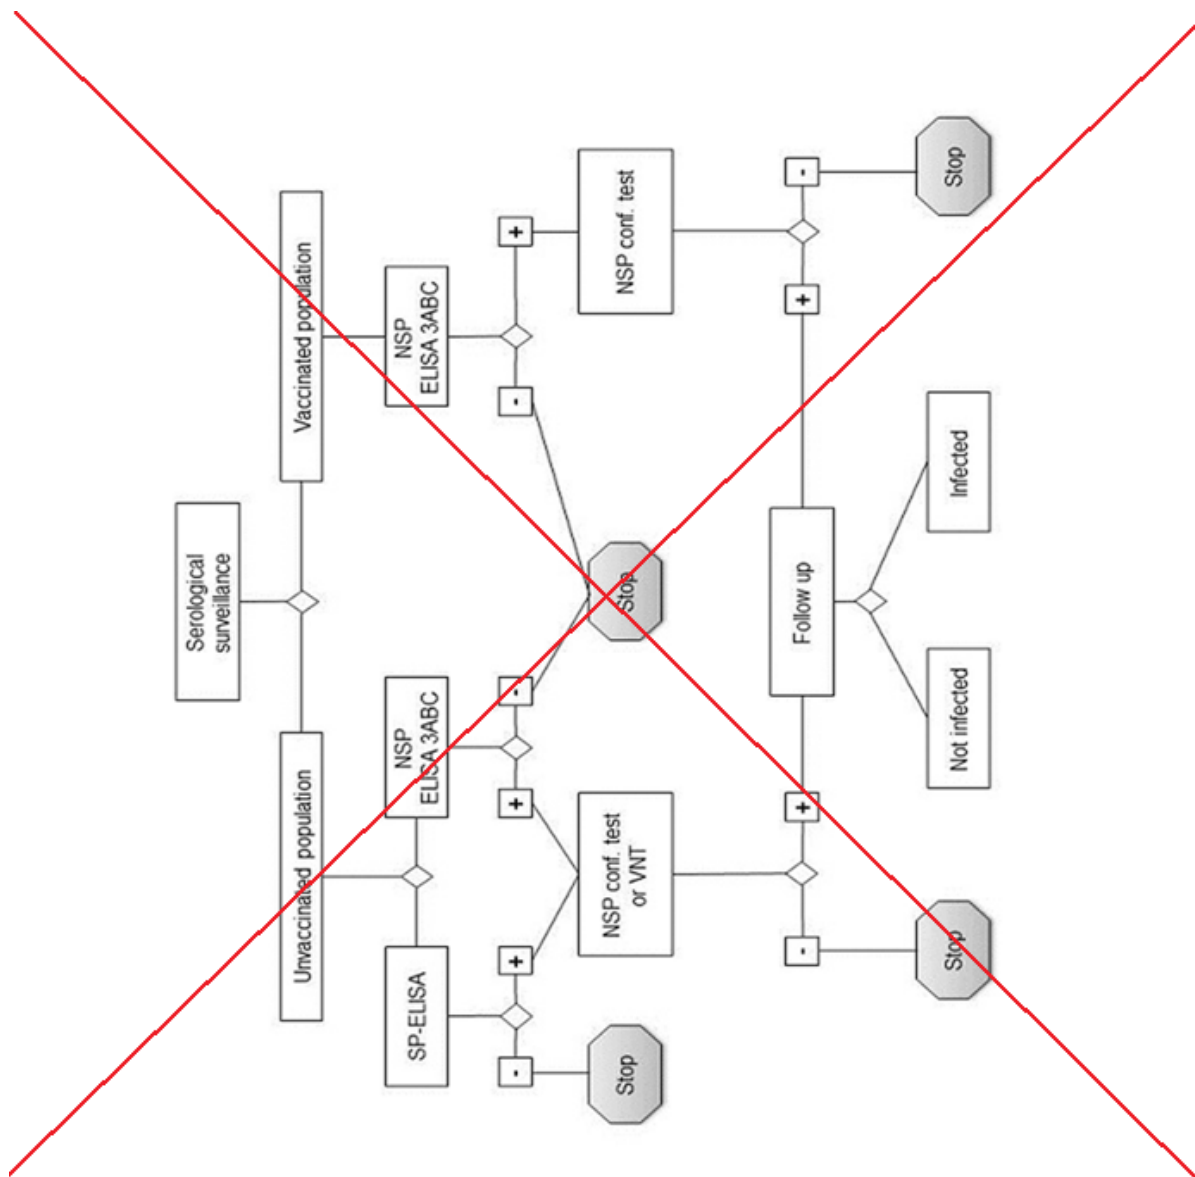 Serological
surveillance
Unvaccinated population
Vaccinated population
SP-ELISA
NSP
ELISA 3ABC
NSP
ELISA 3ABC
-
+
+
-
-
+
Stop
NSP conf. test
or VNT
Stop
NSP conf. test
-
+
Follow up
+
-
Stop
Not infected
Infected
Stop